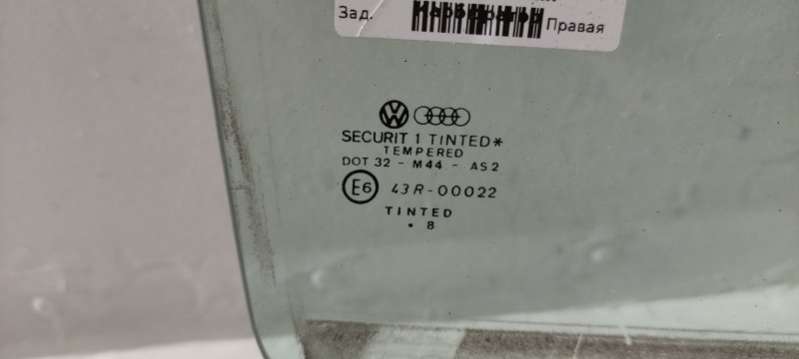 Зад. Правая
SECURIT 1 TINTED*
TEMPERED
DOT 32 - M44 - AS2
E6 43R-00022
TINTED
. 8